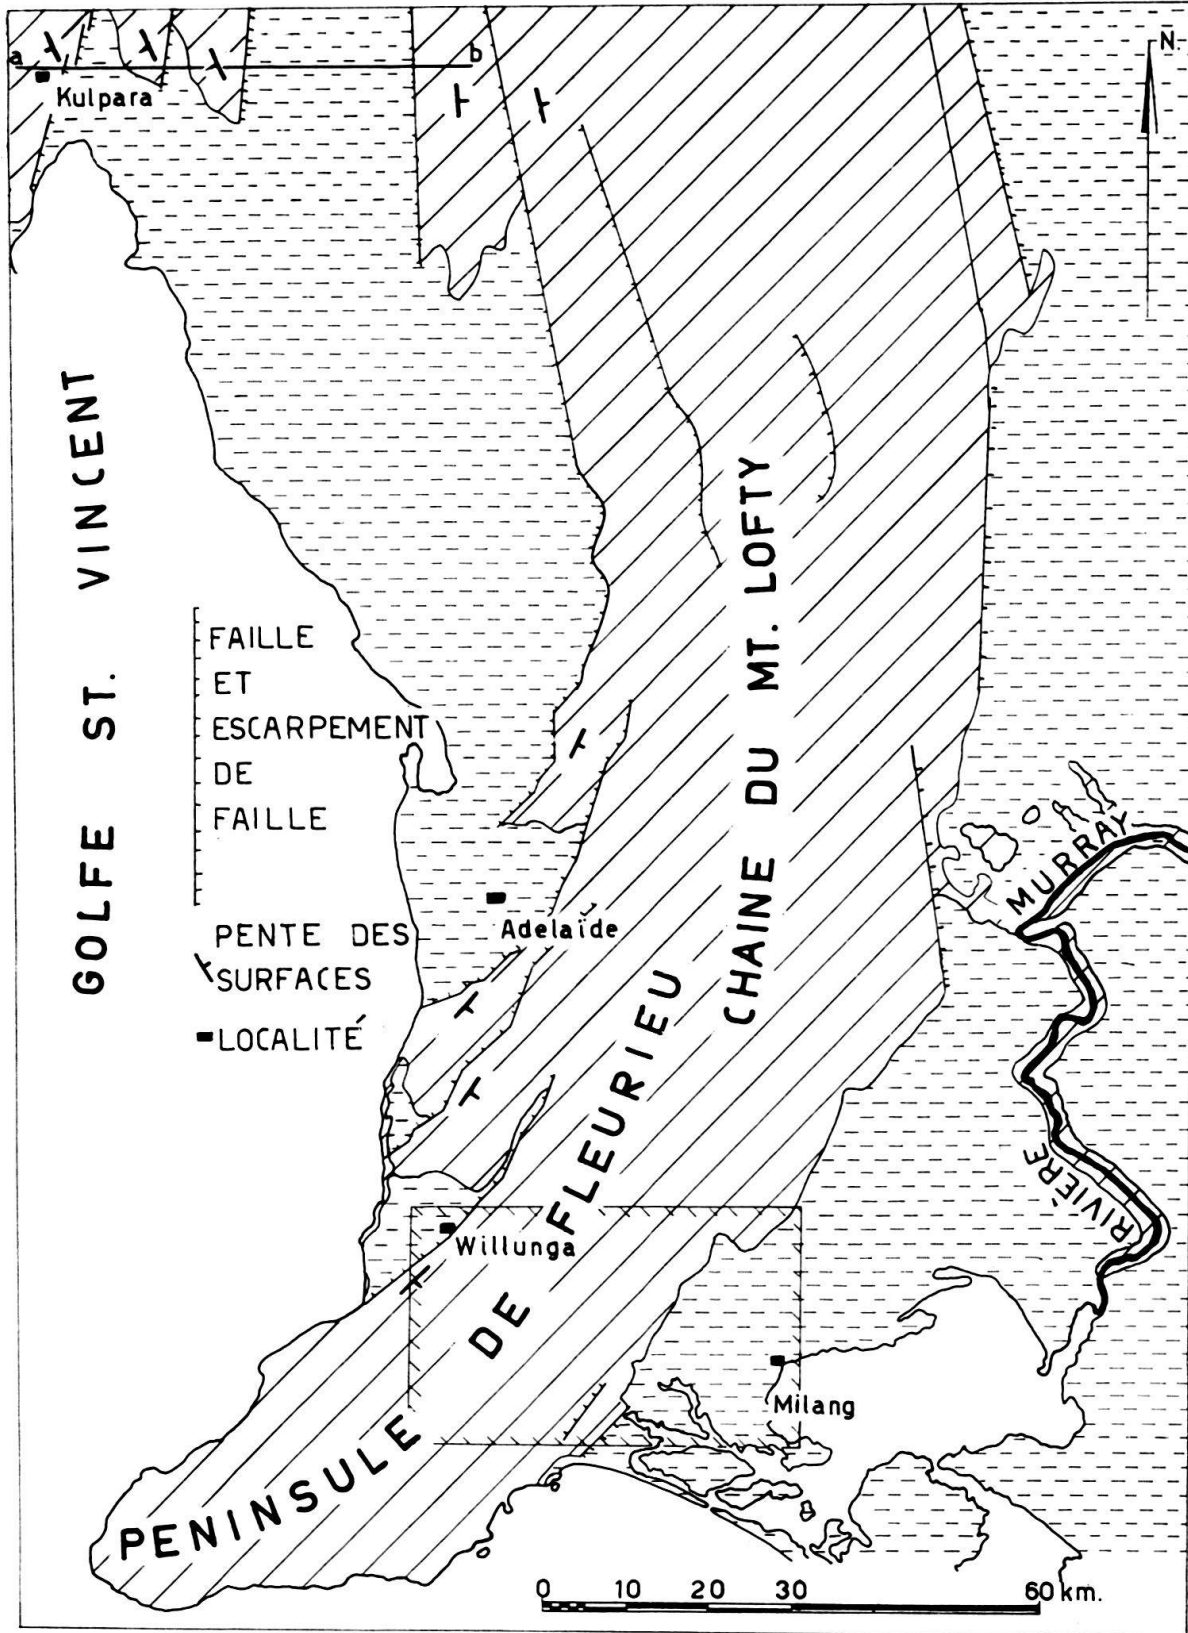 N.
a
b
Kulpara
GOLFE ST. VINCENT
FAILLE
ET
ESCARPEMENT
DE
FAILLE
PENTE DES
SURFACES
LOCALITÉ
CHAINE DU MT. LOFTY
Adelaïde
MURRAY
RIVIÈRE
PENINSULE DE FLEURIEU
Willunga
Milang
0 10 20 30 60 km.